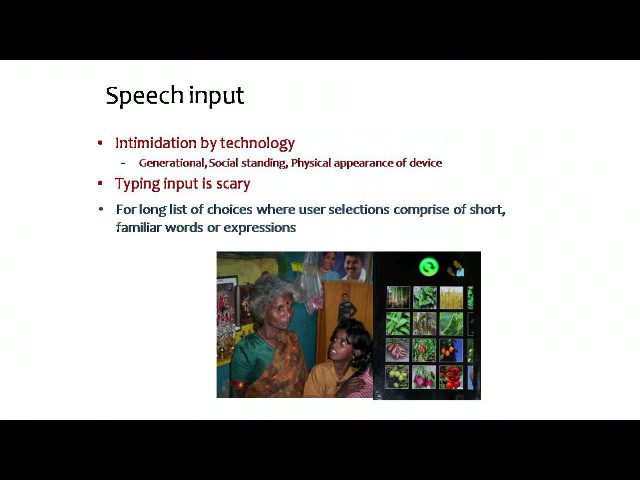 Speech input
• Intimidation by technology
- Generational, Social standing, Physical appearance of device
• Typing input is scary
• For long list of choices where user selections comprise of short,
familiar words or expressions